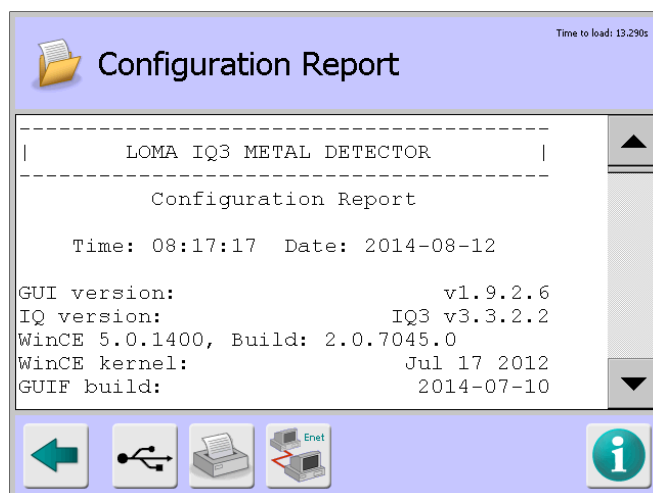 Time to load: 13.290s
Configuration Report
----------------------------------------
| LOMA IQ3 METAL DETECTOR |
----------------------------------------
Configuration Report
Time: 08:17:17 Date: 2014-08-12
GUI version: v1.9.2.6
IQ version: IQ3 v3.3.2.2
WinCE 5.0.1400, Build: 2.0.7045.0
WinCE kernel: Jul 17 2012
GUIF build: 2014-07-10
Enet
i